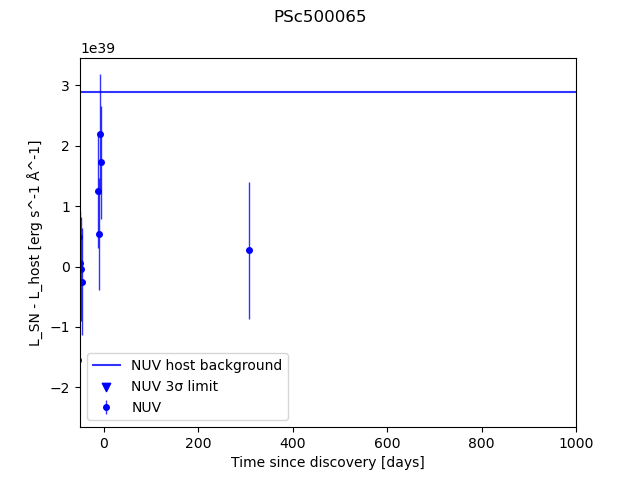 PSc500065
1e39
3
2
1
0
−1
−2
L_SN - L_host [erg s^-1 Å^-1]
NUV host background
NUV 3σ limit
NUV
0
200
400
600
800
1000
Time since discovery [days]